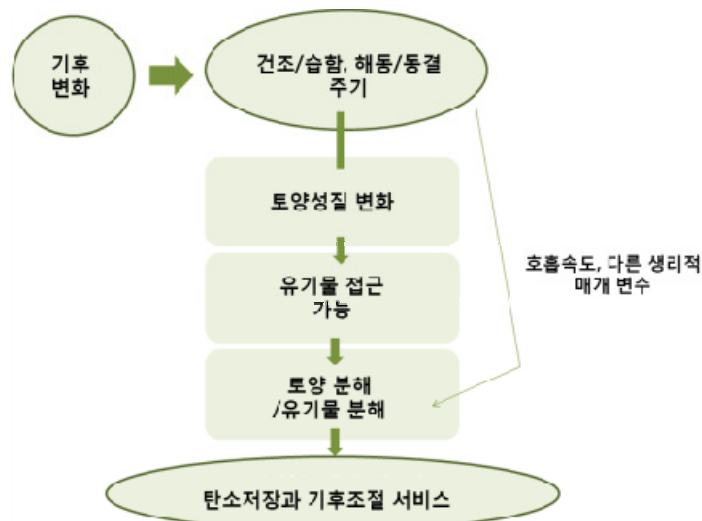 기후
변화
건조/습함, 해동/동결
주기
토양성질 변화
유기물 접근
가능
호흡속도, 다른 생리적
매개 변수
토양 분해
/유기물 분해
탄소저장과 기후조절 서비스